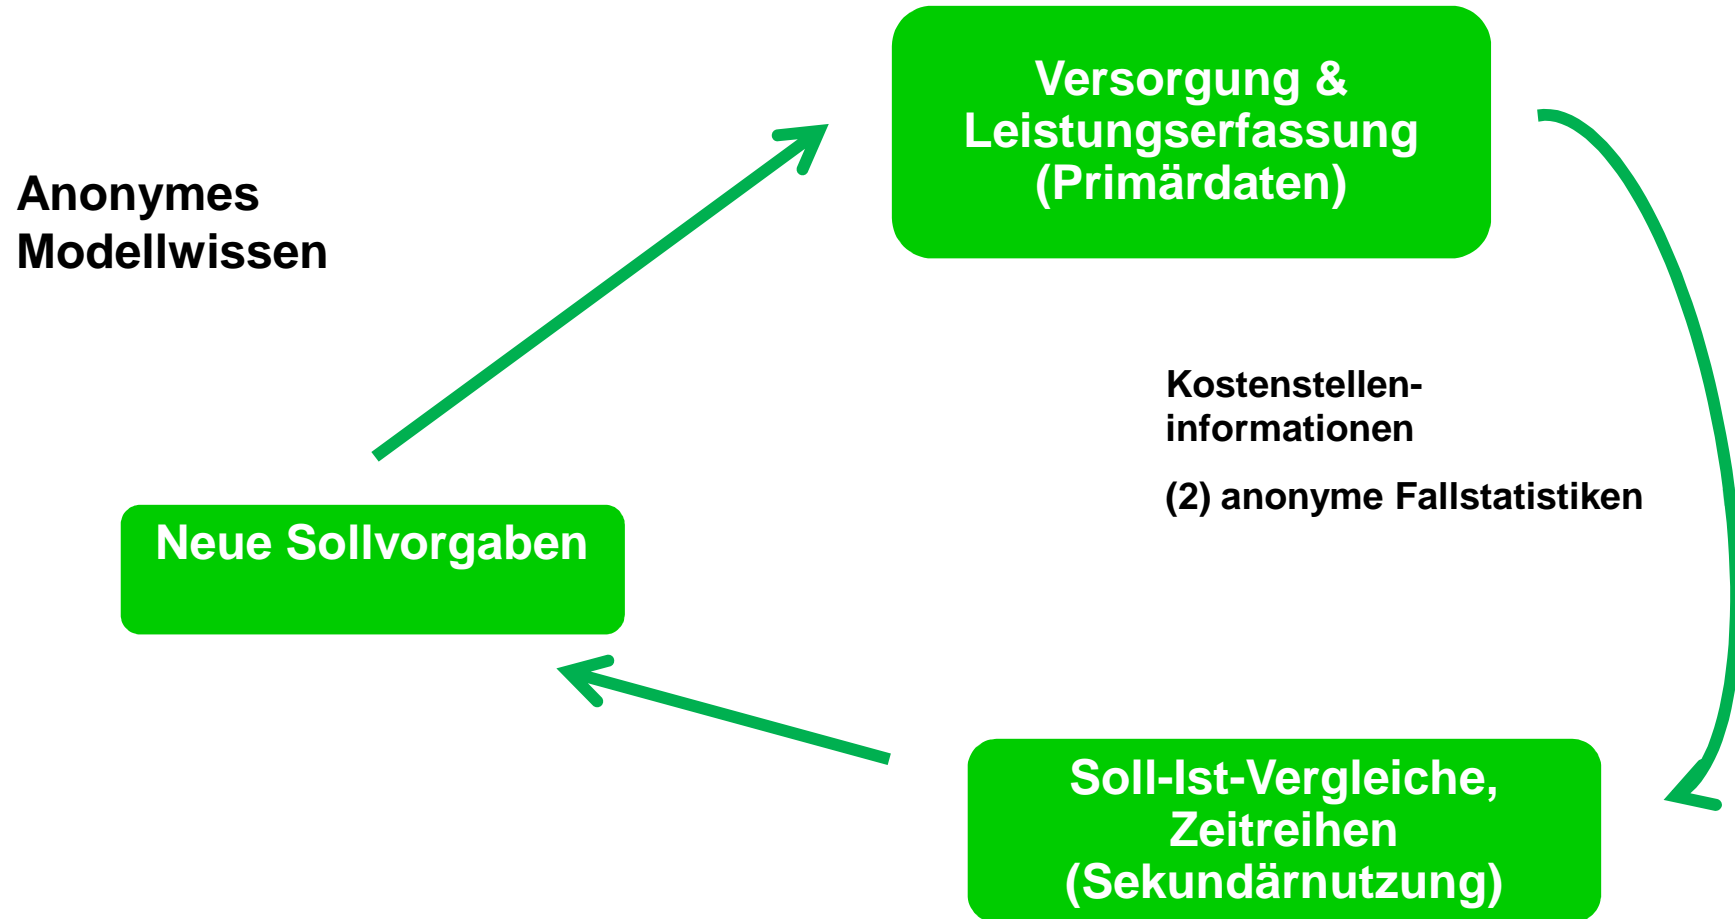 Versorgung &
Leistungserfassung
(Primärdaten)
Anonymes
Modellwissen
Kostenstellen-
informationen
(2) anonyme Fallstatistiken
Neue Sollvorgaben
Soll-Ist-Vergleiche,
Zeitreihen
(Sekundärnutzung)